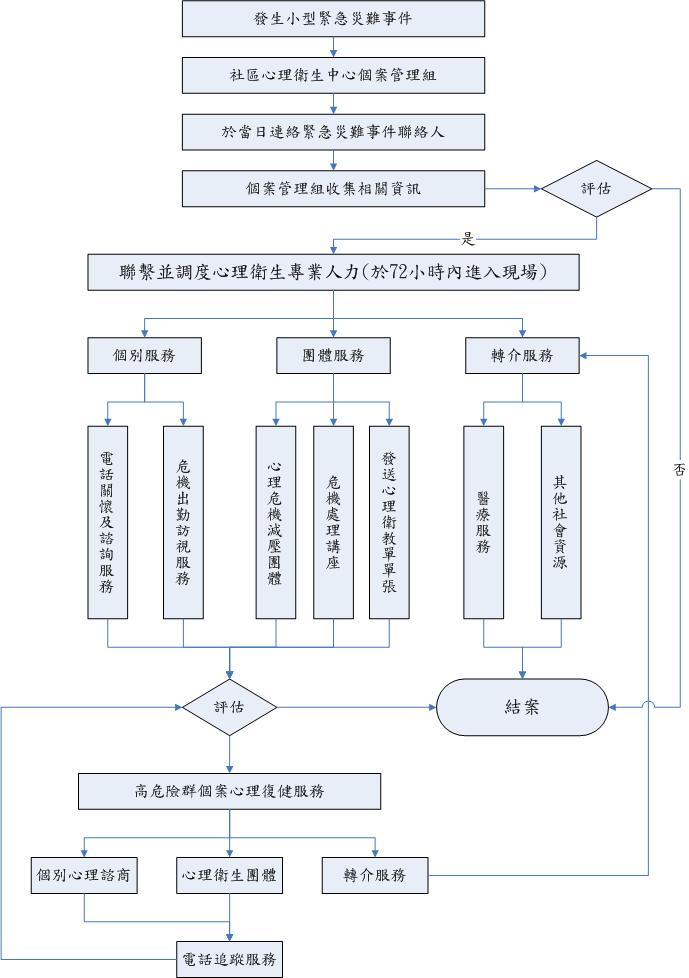 發生小型緊急災難事件
社區心理衛生中心個案管理組
於當日連絡緊急災難事件聯絡人
個案管理組收集相關資訊
評估
是
聯繫並調度心理衛生專業人力(於72小時內進入現場)
個別服務
團體服務
轉介服務
電話關懷及諮詢服務
危機出勤訪視服務
心理危機減壓團體
危機處理講座
發送心理衛教單單張
醫療服務
其他社會資源
否
評估
結案
高危險群個案心理復健服務
個別心理諮商
心理衛生團體
轉介服務
電話追蹤服務